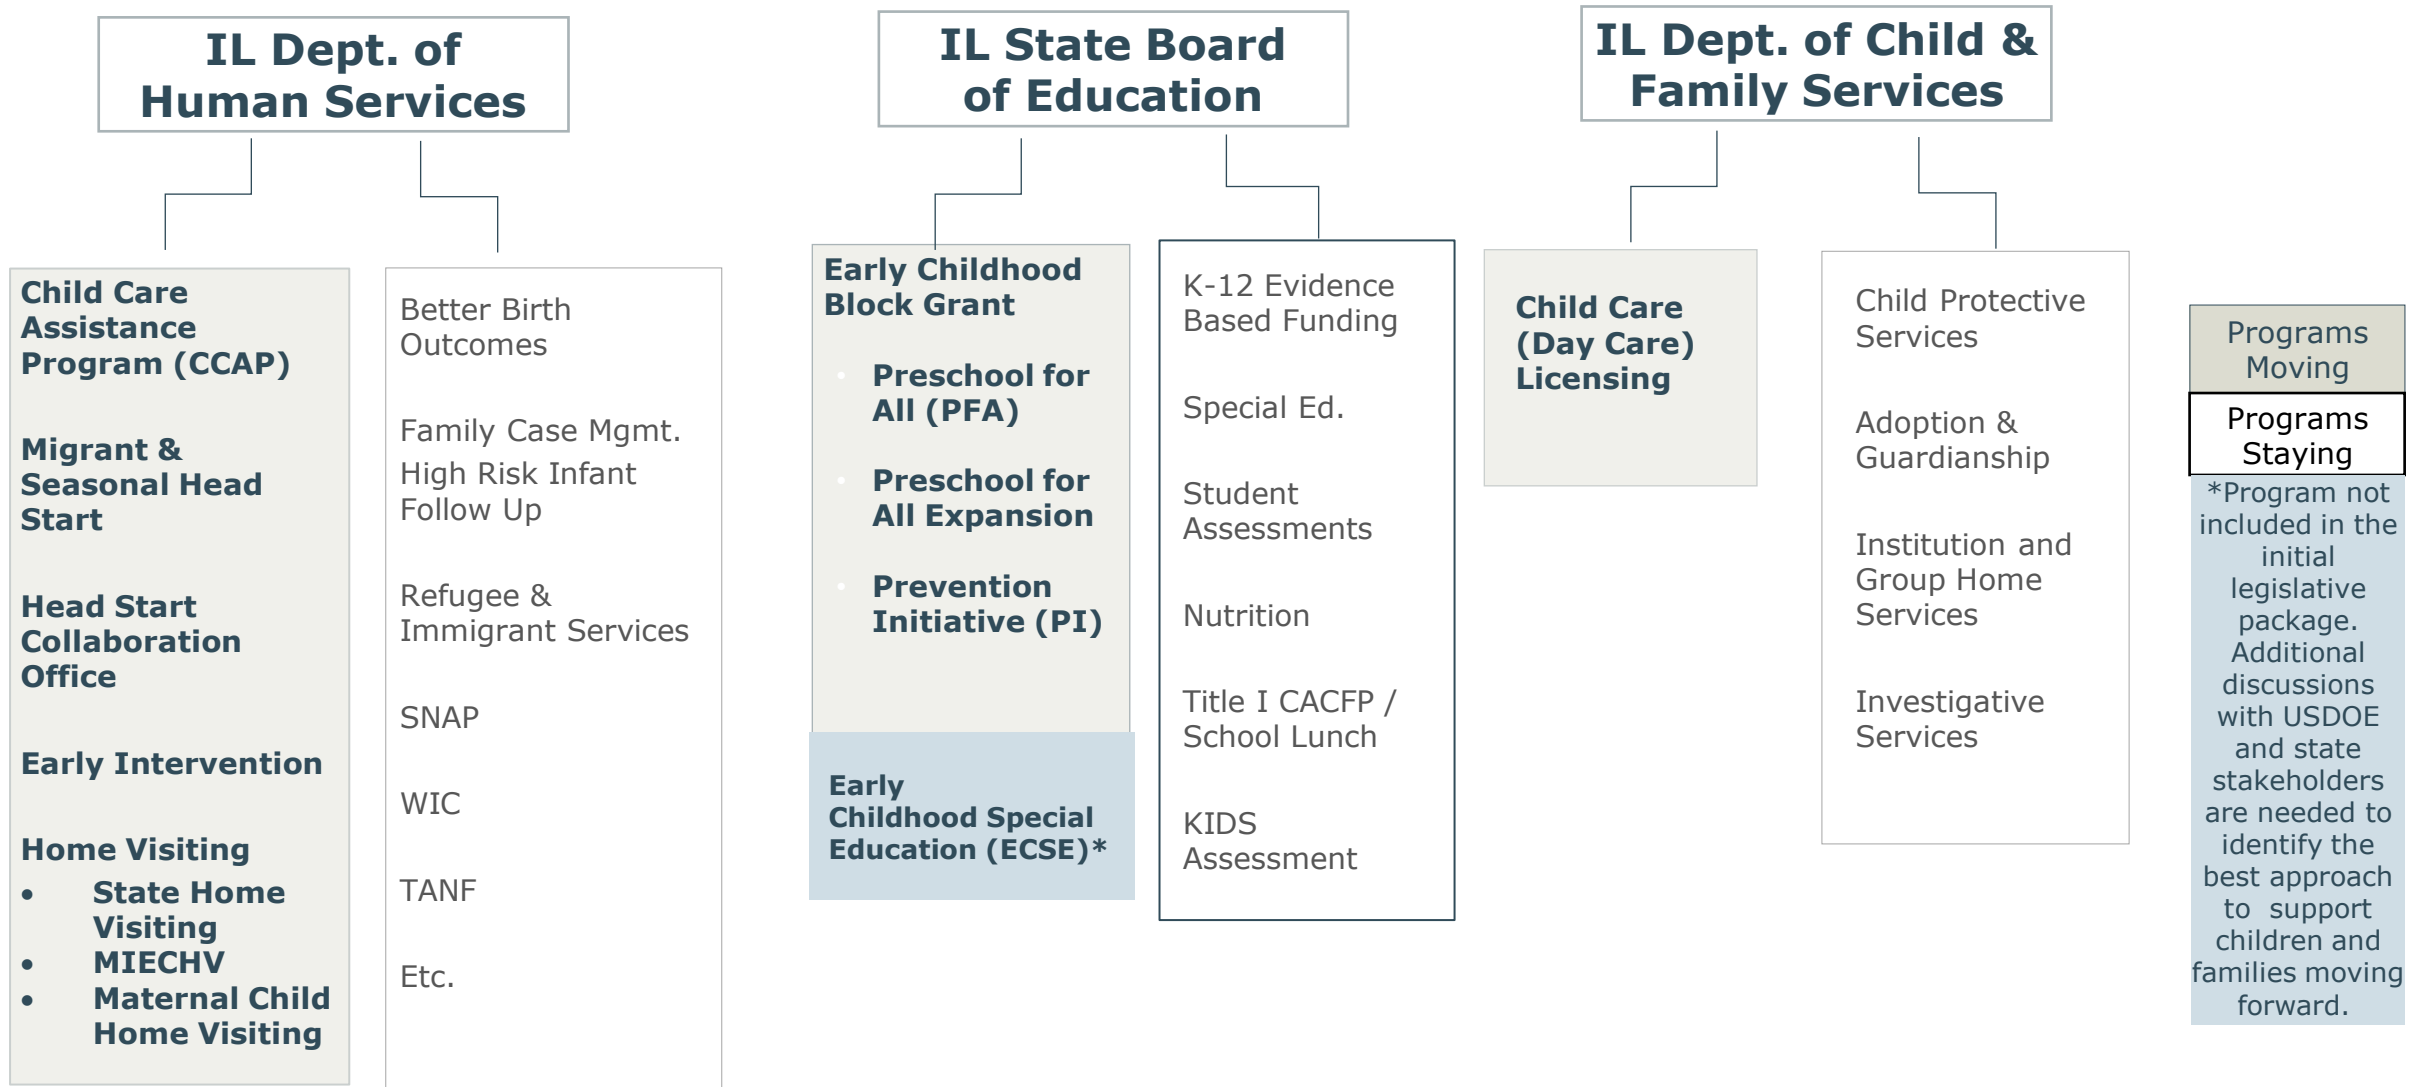 IL Dept. of
Human Services
Child Care
Assistance
Program (CCAP)
Migrant &
Seasonal Head
Start
Head Start
Collaboration
Office
Early Intervention
Home Visiting
• State Home
Visiting
• MIECHV
• Maternal Child
Home Visiting
Better Birth
Outcomes
Family Case Mgmt.
High Risk Infant
Follow Up
Refugee &
Immigrant Services
SNAP
WIC
TANF
Etc.
IL State Board
of Education
Early Childhood
Block Grant
• Preschool for
All (PFA)
• Preschool for
All Expansion
• Prevention
Initiative (PI)
Early
Childhood Special
Education (ECSE)*
K-12 Evidence
Based Funding
Special Ed.
Student
Assessments
Nutrition
Title I CACFP /
School Lunch
KIDS
Assessment
IL Dept. of Child &
Family Services
Child Care
(Day Care)
Licensing
Child Protective
Services
Adoption &
Guardianship
Institution and
Group Home
Services
Investigative
Services
Programs
Moving
Programs
Staying
*Program not
included in the
initial
legislative
package.
Additional
discussions
with USDOE
and state
stakeholders
are needed to
identify the
best approach
to support
children and
families moving
forward.